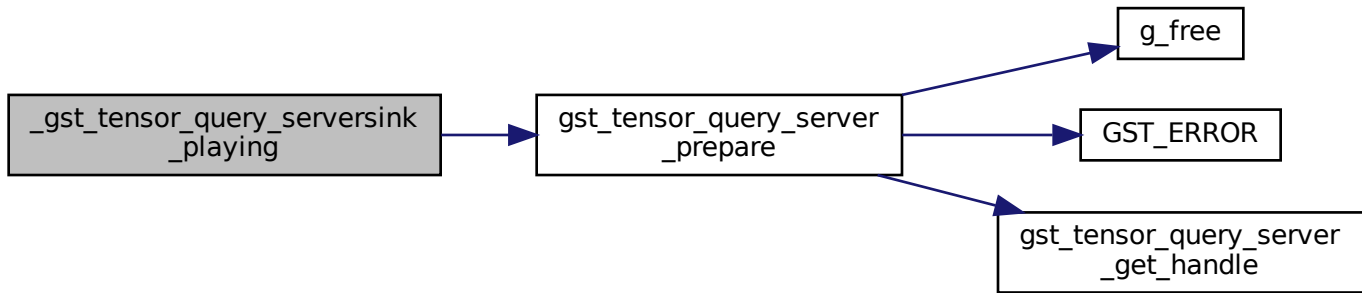 _gst_tensor_query_serversink
_playing
gst_tensor_query_server
_prepare
g_free
GST_ERROR
gst_tensor_query_server
_get_handle